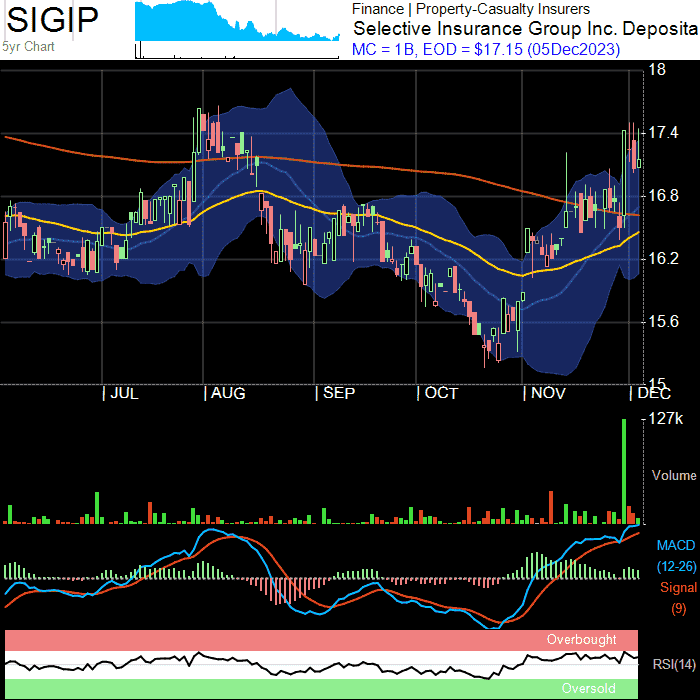 SIGIP
5yr Chart
Finance | Property-Casualty Insurers
Selective Insurance Group Inc. Deposita
MC = 1B, EOD = $17.15 (05Dec2023)
18
17.4
16.8
16.2
15.6
15
JUL AUG SEP OCT NOV DEC
127k
Volume
MACD
(12-26)
Signal
(9)
Overbought
RSI(14)
Oversold